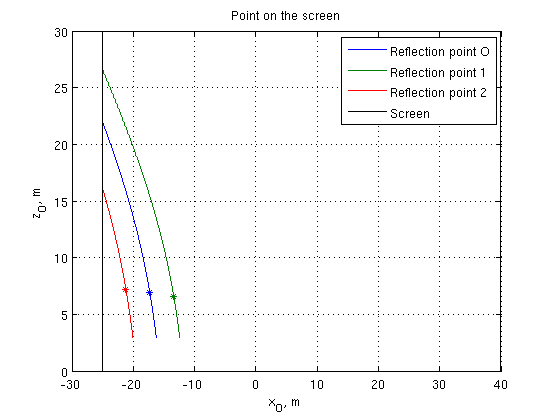 Point on the screen
30
25
20
15
10
5
0
z_O, m
Reflection point O
Reflection point 1
Reflection point 2
Screen
-30 -20 -10 0 10 20 30 40
x_O, m